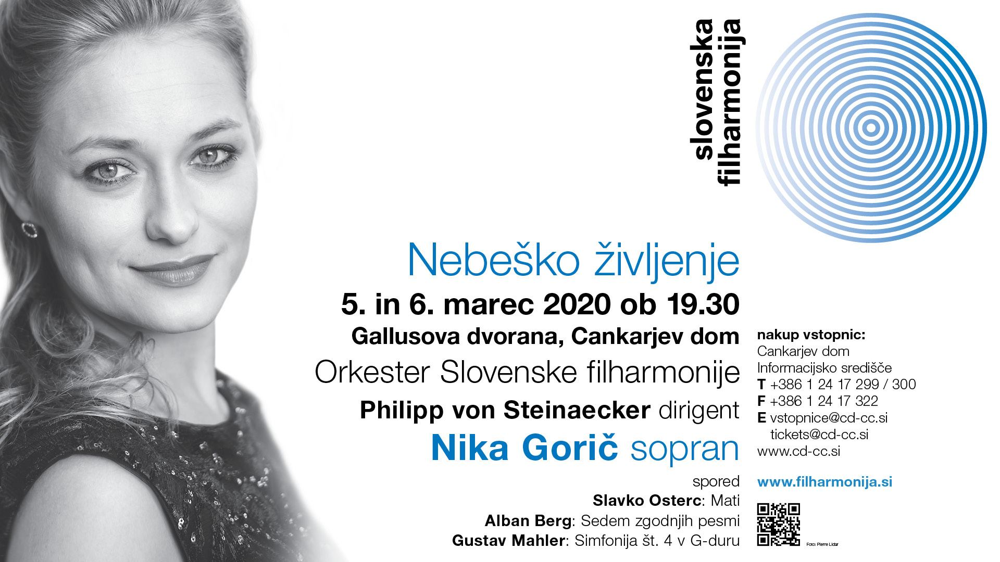 slovenska
filharmonija
Nebeško življenje
5. in 6. marec 2020 ob 19.30
Gallusova dvorana, Cankarjev dom
Orkester Slovenske filharmonije
Philipp von Steinaecker dirigent
Nika Gorič sopran
spored
Slavko Osterc: Mati
Alban Berg: Sedem zgodnjih pesmi
Gustav Mahler: Simfonija št. 4 v G-duru
nakup vstopnic:
Cankarjev dom
Informacijsko središče
T +386 1 24 17 299 / 300
F +386 1 24 17 322
E vstopnice@cd-cc.si
tickets@cd-cc.si
www.cd-cc.si
www.filharmonija.si
Foto: Pierre Lidar